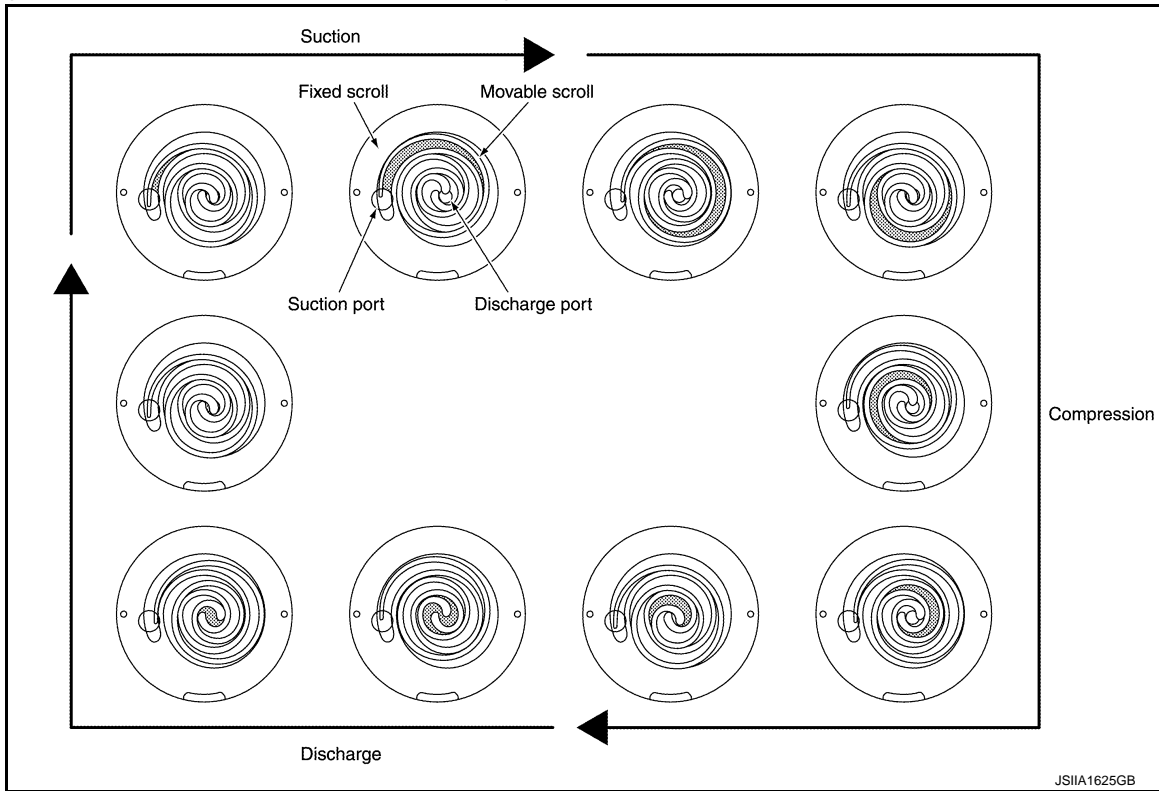 Suction
Fixed scroll
Movable scroll
Suction port
Discharge port
Compression
Discharge
JSIIA1625GB